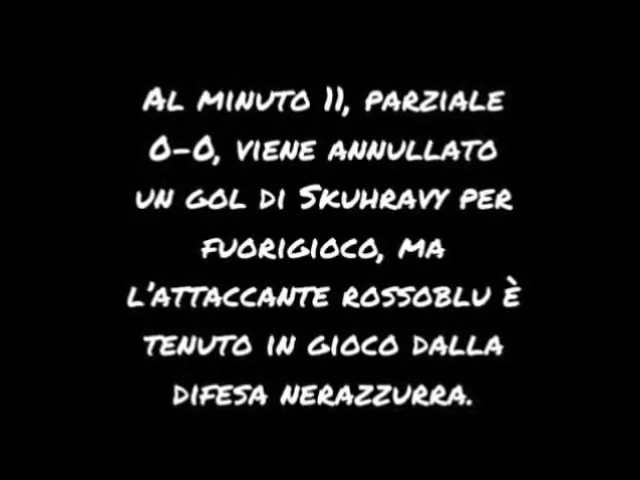 Al minuto 11, parziale
0-0, viene annullato
un gol di Skuhravy per
fuorigioco, ma
l'attaccante rossoblu è
tenuto in gioco dalla
difesa nerazzurra.